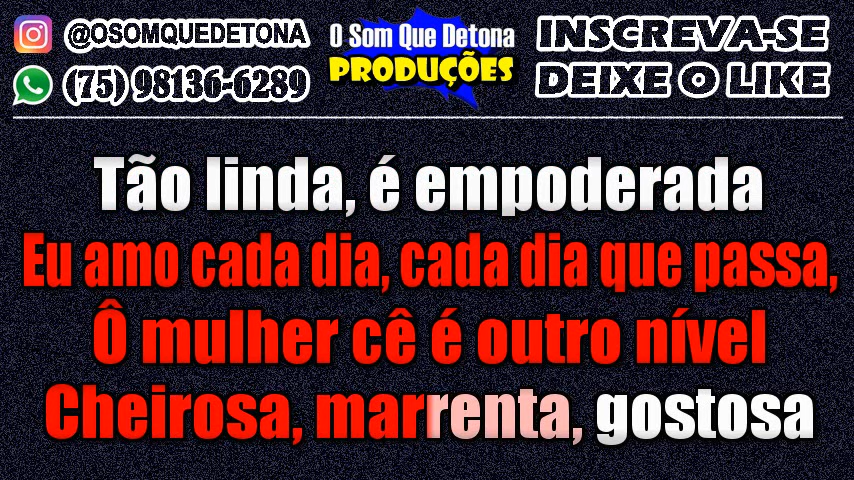 @OSOMQUEDETONA
(75) 98136-6289
O Som Que Detona
PRODUÇÕES
INSCREVA-SE
DEIXE O LIKE
Tão linda, é empoderada
Eu amo cada dia, cada dia que passa,
Ô mulher cê é outro nível
Cheirosa, marrenta, gostosa